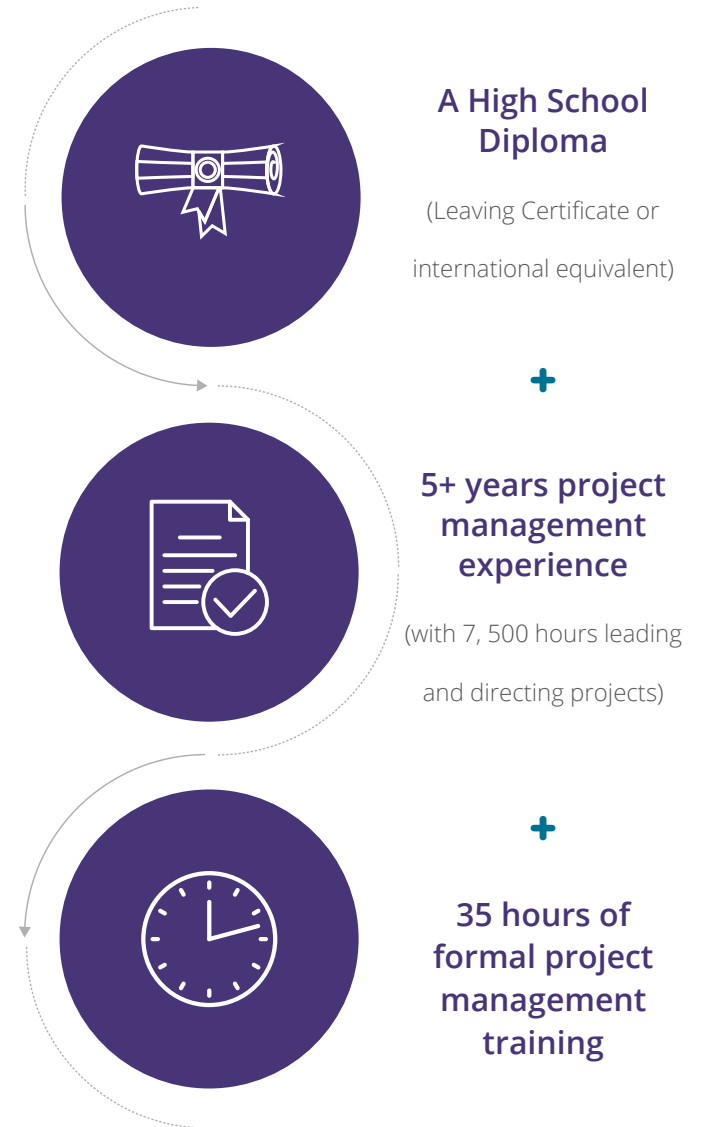 A High School
Diploma
(Leaving Certificate or
international equivalent)
+
5+ years project
management
experience
(with 7, 500 hours leading
and directing projects)
+
35 hours of
formal project
management
training